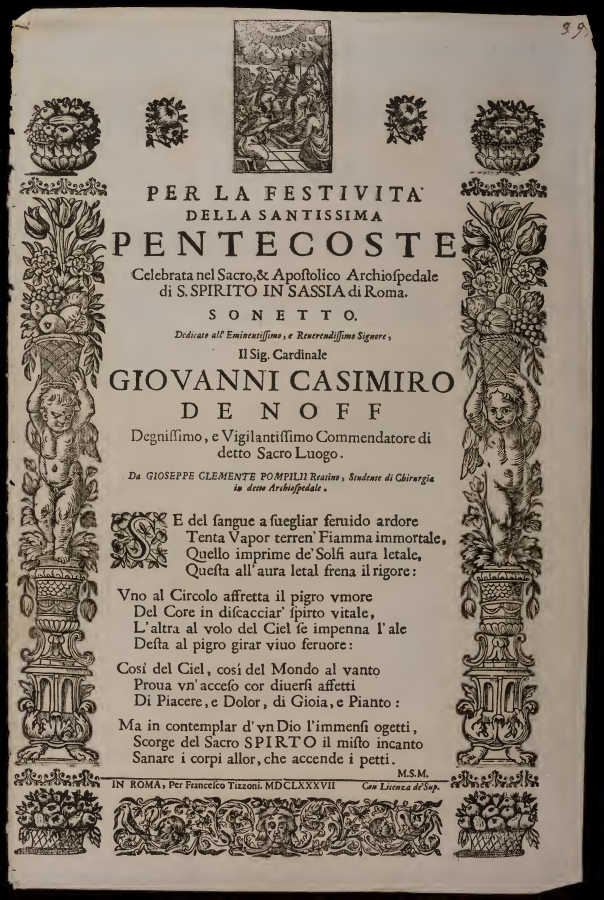 39.
PER LA FESTIVITA'
DELLA SANTISSIMA
PENTECOSTE
Celebrata nel Sacro, & Apoſtolico Archioſpedale
di S. SPIRITO IN SASSIA di Roma.
SONETTO.
Dedicato all' Eminentiſſimo, e Reuerendiſſimo Signore,
Il Sig. Cardinale
GIOVANNI CASIMIRO
DENOFF
Degniſſimo, e Vigilantiſſimo Commendatore di
detto Sacro Luogo.
Da GIOSEPPE CLEMENTE POMPILII Reatino, Studente di Chirurgia
in detto Archioſpedale.
SE del ſangue a ſuegliar feruido ardore
Tenta Vapor terren' Fiamma immortale,
Quello imprime de' Solfi aura letale,
Queſta all' aura letal frena il rigore:
Vno al Circolo affretta il pigro vmore
Del Core in diſcacciar' ſpirto vitale,
L'altra al volo del Ciel ſe impenna l'ale
Deſta al pigro girar viuo feruore:
Cosí del Ciel, cosí del Mondo al vanto
Proua vn' acceſo cor diuerſi affetti
Di Piacere, e Dolor, di Gioia, e Pianto:
Ma in contemplar d'vn Dio l'immenſi ogetti,
Scorge del Sacro SPIRTO il miſto incanto
Sanare i corpi allor, che accende i petti.
M.S.M.
IN ROMA, Per Franceſco Tizzoni. MDCLXXXVII Con Licenza de' Sup.